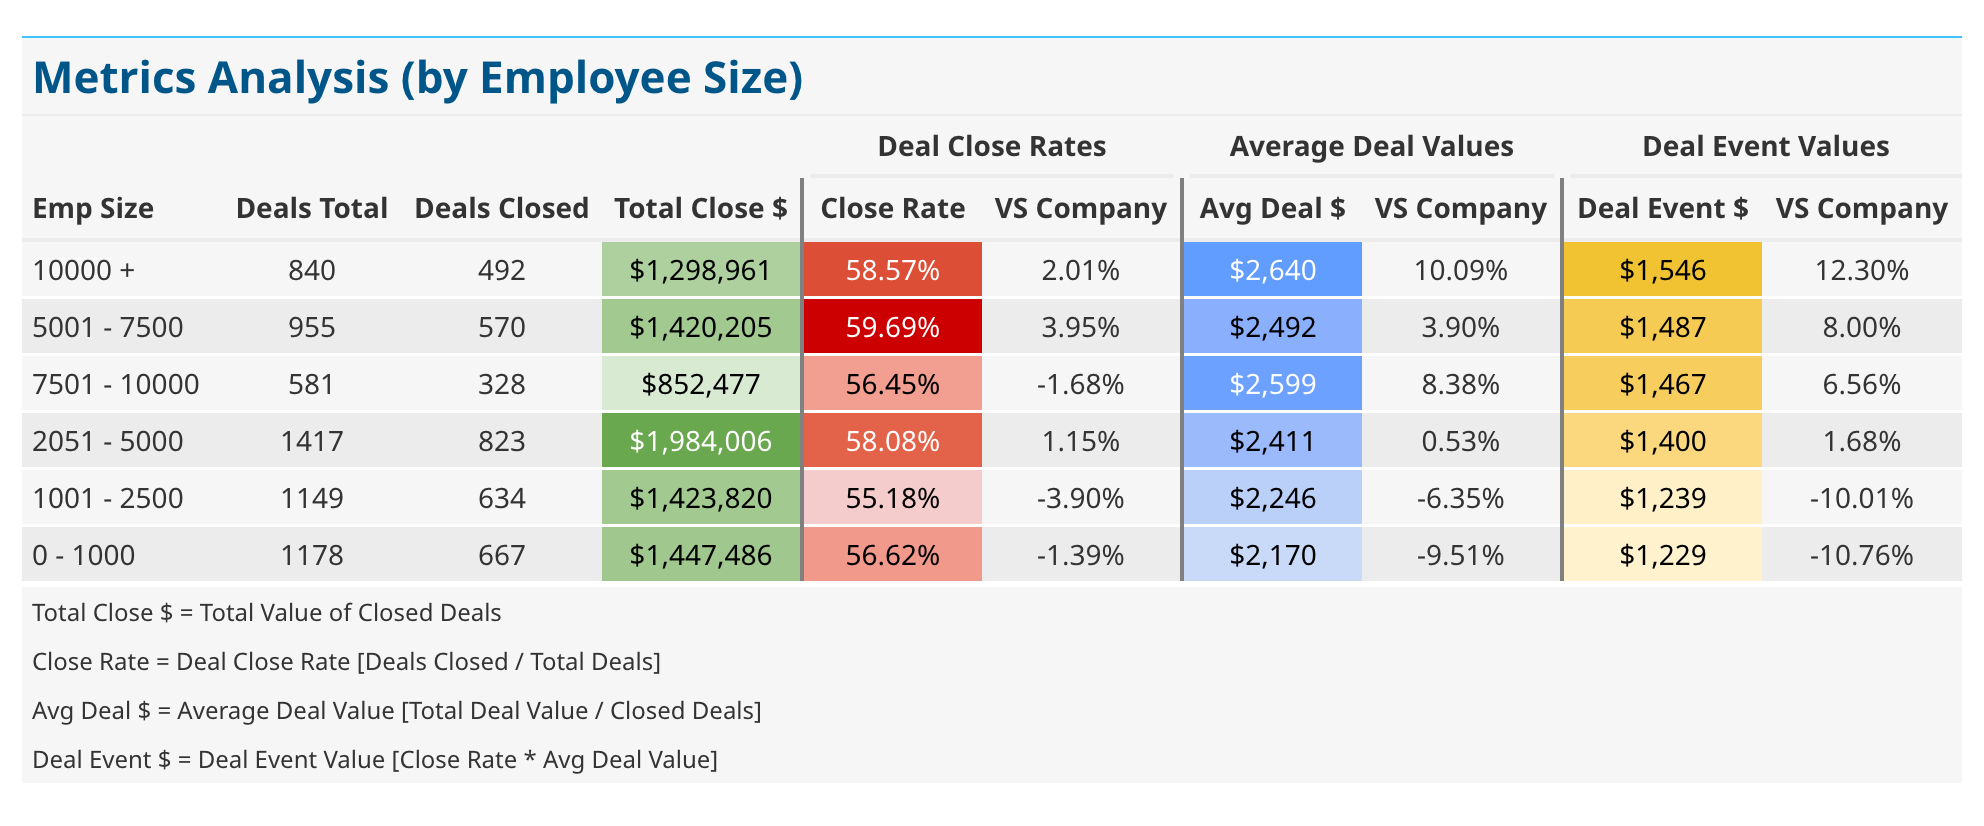 Metrics Analysis (by Employee Size)
Deal Close Rates Average Deal Values Deal Event Values
Emp Size Deals Total Deals Closed Total Close $ Close Rate VS Company Avg Deal $ VS Company Deal Event $ VS Company
10000 + 840 492 $1,298,961 58.57% 2.01% $2,640 10.09% $1,546 12.30%
5001 - 7500 955 570 $1,420,205 59.69% 3.95% $2,492 3.90% $1,487 8.00%
7501 - 10000 581 328 $852,477 56.45% -1.68% $2,599 8.38% $1,467 6.56%
2051 - 5000 1417 823 $1,984,006 58.08% 1.15% $2,411 0.53% $1,400 1.68%
1001 - 2500 1149 634 $1,423,820 55.18% -3.90% $2,246 -6.35% $1,239 -10.01%
0 - 1000 1178 667 $1,447,486 56.62% -1.39% $2,170 -9.51% $1,229 -10.76%
Total Close $ = Total Value of Closed Deals
Close Rate = Deal Close Rate [Deals Closed / Total Deals]
Avg Deal $ = Average Deal Value [Total Deal Value / Closed Deals]
Deal Event $ = Deal Event Value [Close Rate * Avg Deal Value]